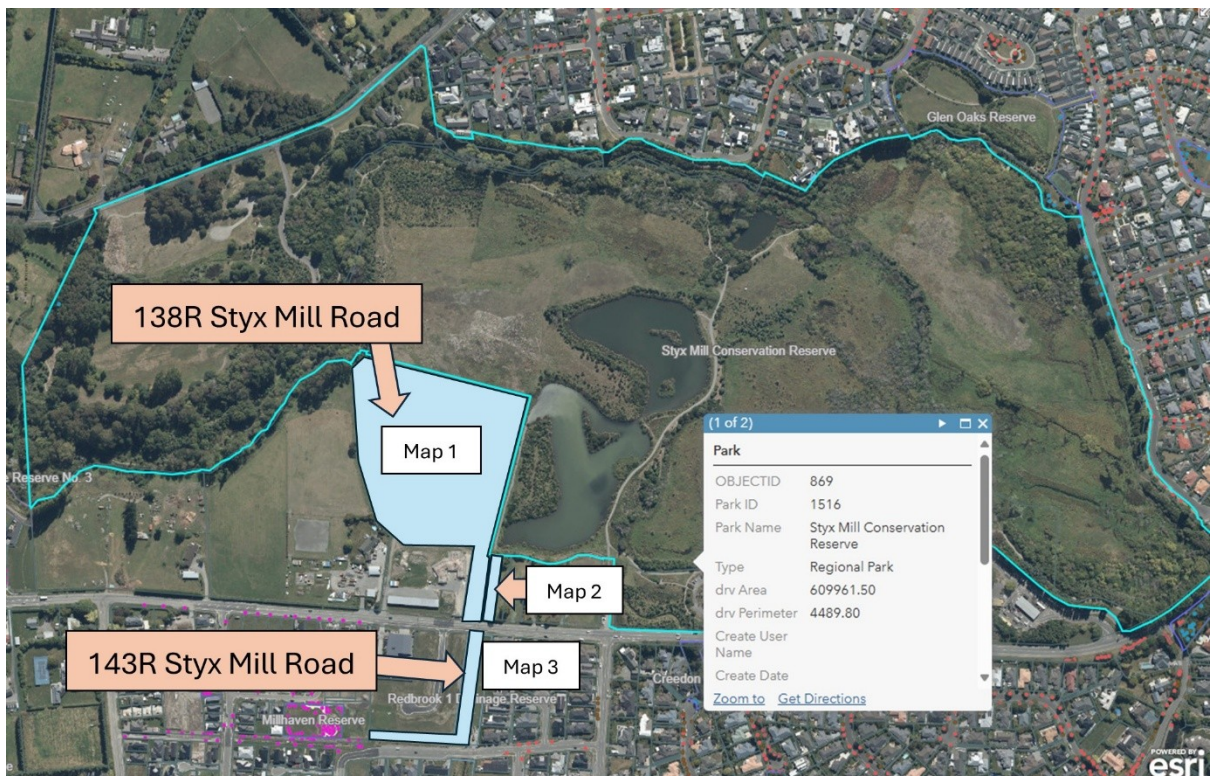 Glen Oaks Reserve
138R Styx Mill Road
Styx Mill Conservation Reserve
Map 1
(1 of 2)
Park
OBJECTID 869
Park ID 1516
Park Name Styx Mill Conservation
Reserve
Type Regional Park
drv Area 609961.50
drv Perimeter 4489.80
Create User
Name
Create Date
Zoom to Get Directions
e Reserve No. 3
Map 2
143R Styx Mill Road
Map 3
Creedon
Redbrook 1 D inage Reserve
Millhaven Reserve
POWERED BY
esri